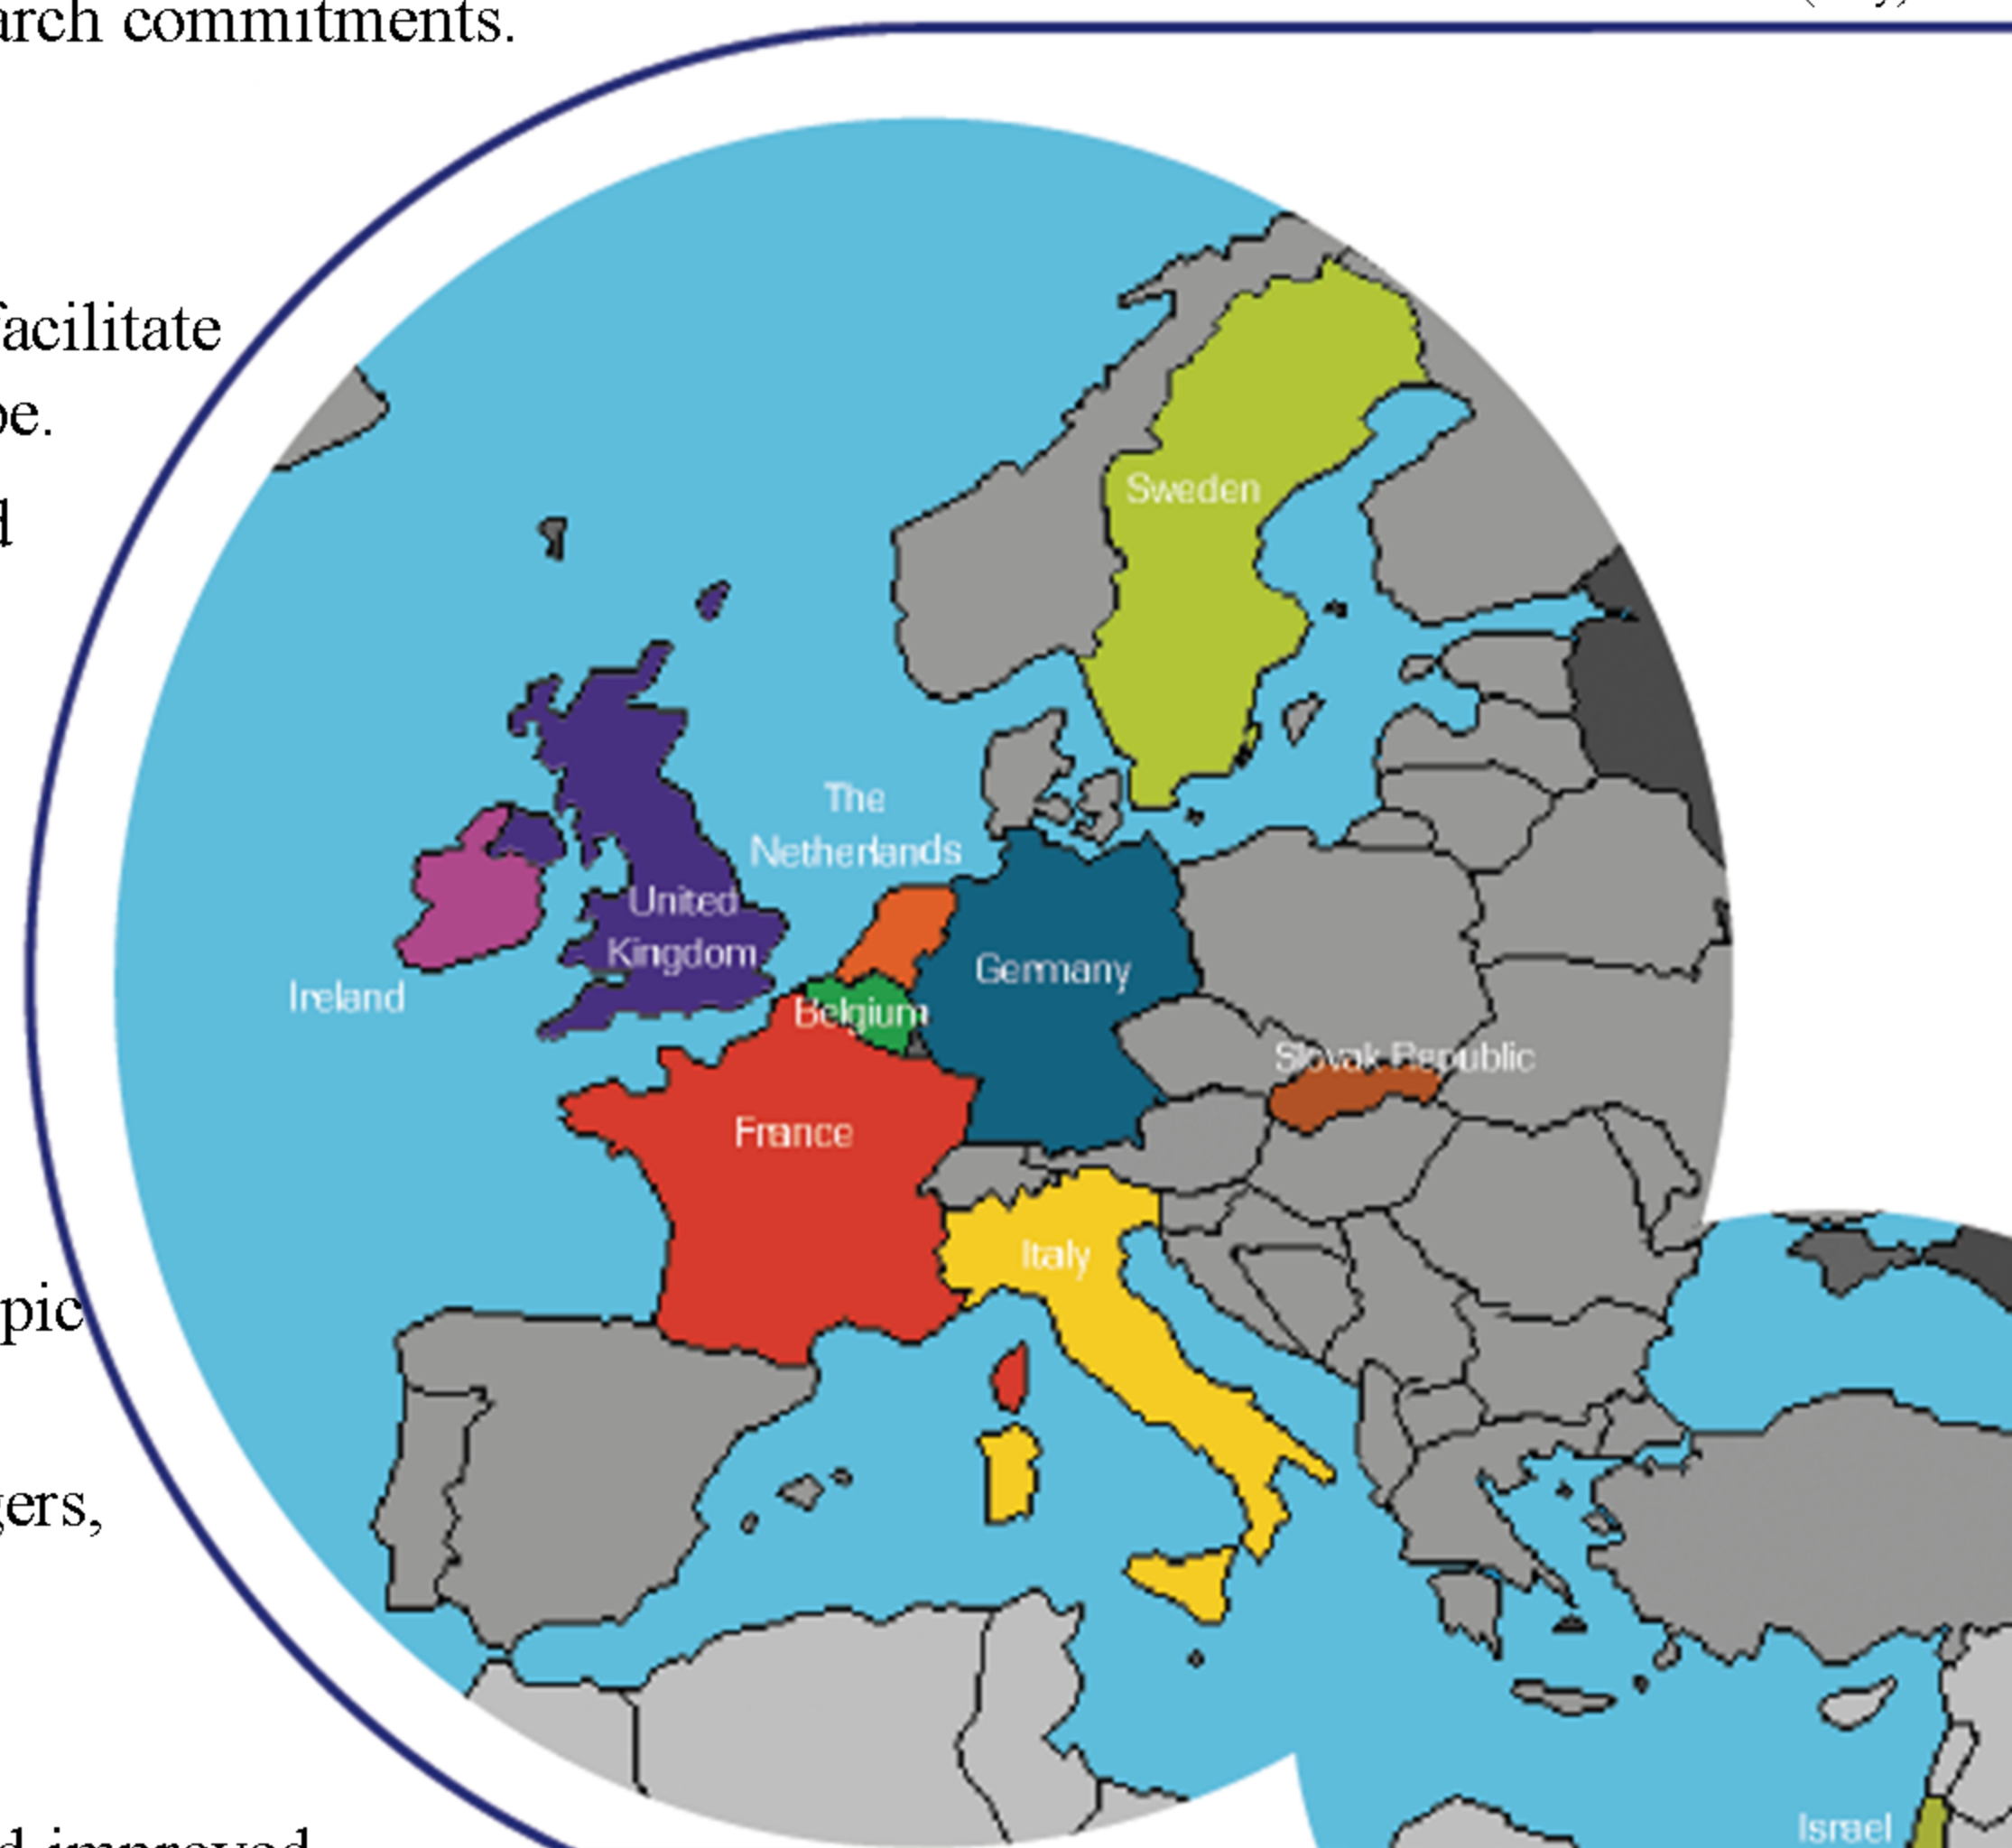 arch commitments.
facilitate
pe.
d
Sweden
The
Netherlands
United
Kingdom
Germany
Ireland
Belgium
Slovak Republic
France
Italy
pic
gers,
d improved
Israel